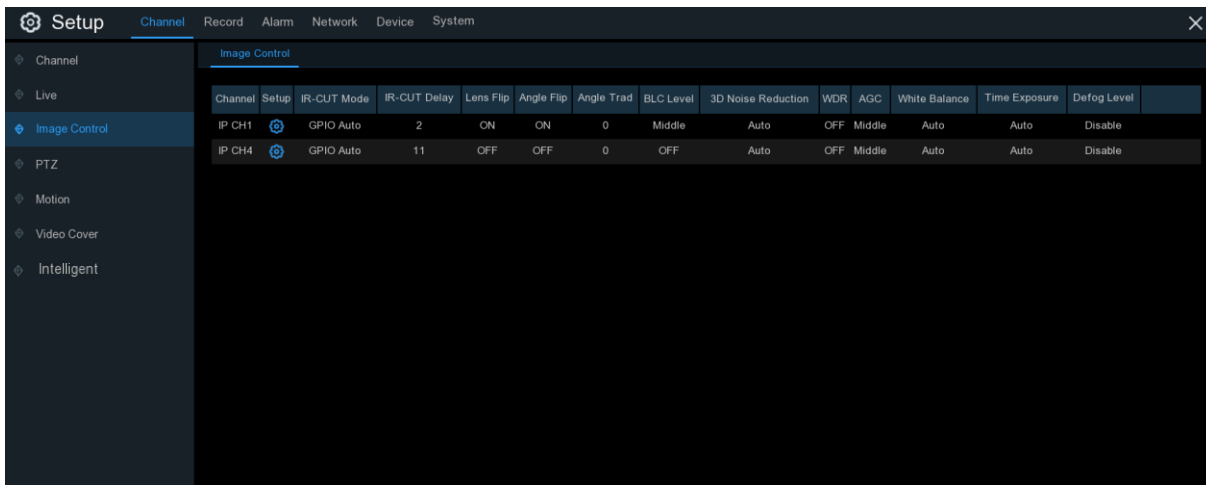 Setup Channel Record Alarm Network Device System
Channel
Live
Image Control
PTZ
Motion
Video Cover
Intelligent
Image Control
Channel Setup IR-CUT Mode IR-CUT Delay Lens Flip Angle Flip Angle Trad BLC Level 3D Noise Reduction WDR AGC White Balance Time Exposure Defog Level
IP CH1 GPIO Auto 2 ON ON 0 Middle Auto OFF Middle Auto Auto Disable
IP CH4 GPIO Auto 11 OFF OFF 0 OFF Auto OFF Middle Auto Auto Disable